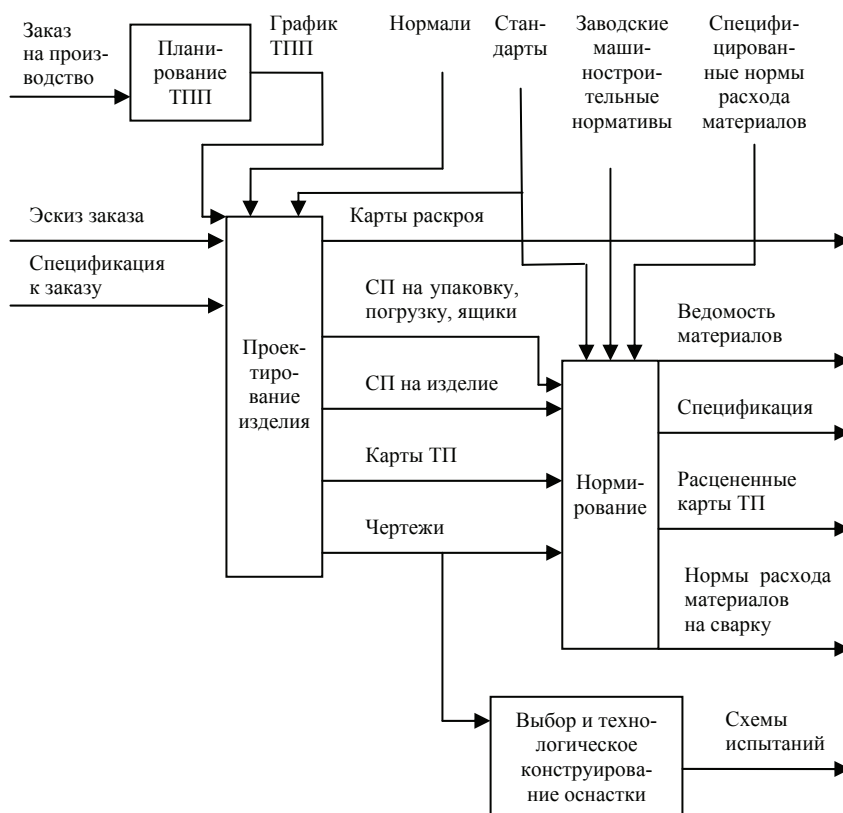 Заказ
на произ-
водство
Плани-
рование
ТПП
График
ТПП
Нормали
Стан-
дарты
Заводские
маши-
нострои-
тельные
нормативы
Специфи-
цирован-
ные нормы
расхода
материалов
Эскиз заказа
Спецификация
к заказу
Проек-
тиро-
вание
изделия
Карты раскроя
СП на упаковку,
погрузку, ящики
СП на изделие
Карты ТП
Чертежи
Норми-
рование
Ведомость
материалов
Спецификация
Расцененные
карты ТП
Нормы расхода
материалов
на сварку
Выбор и техно-
логическое
конструирова-
ние оснастки
Схемы
испытаний